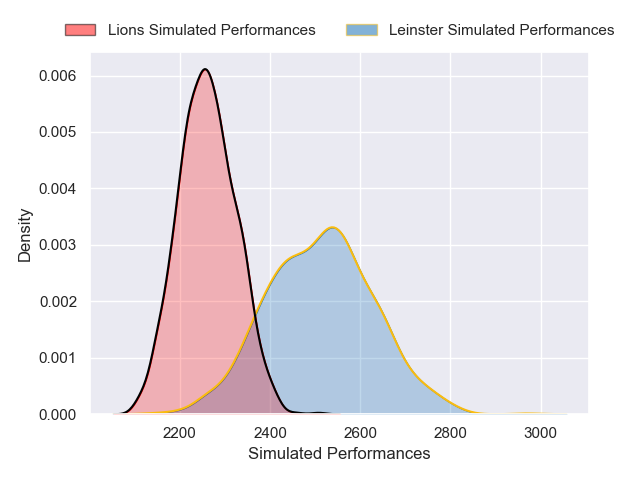 Lions Simulated Performances Leinster Simulated Performances
0.006
0.005
0.004
0.003
0.002
0.001
0.000
Density
2200 2400 2600 2800 3000
Simulated Performances